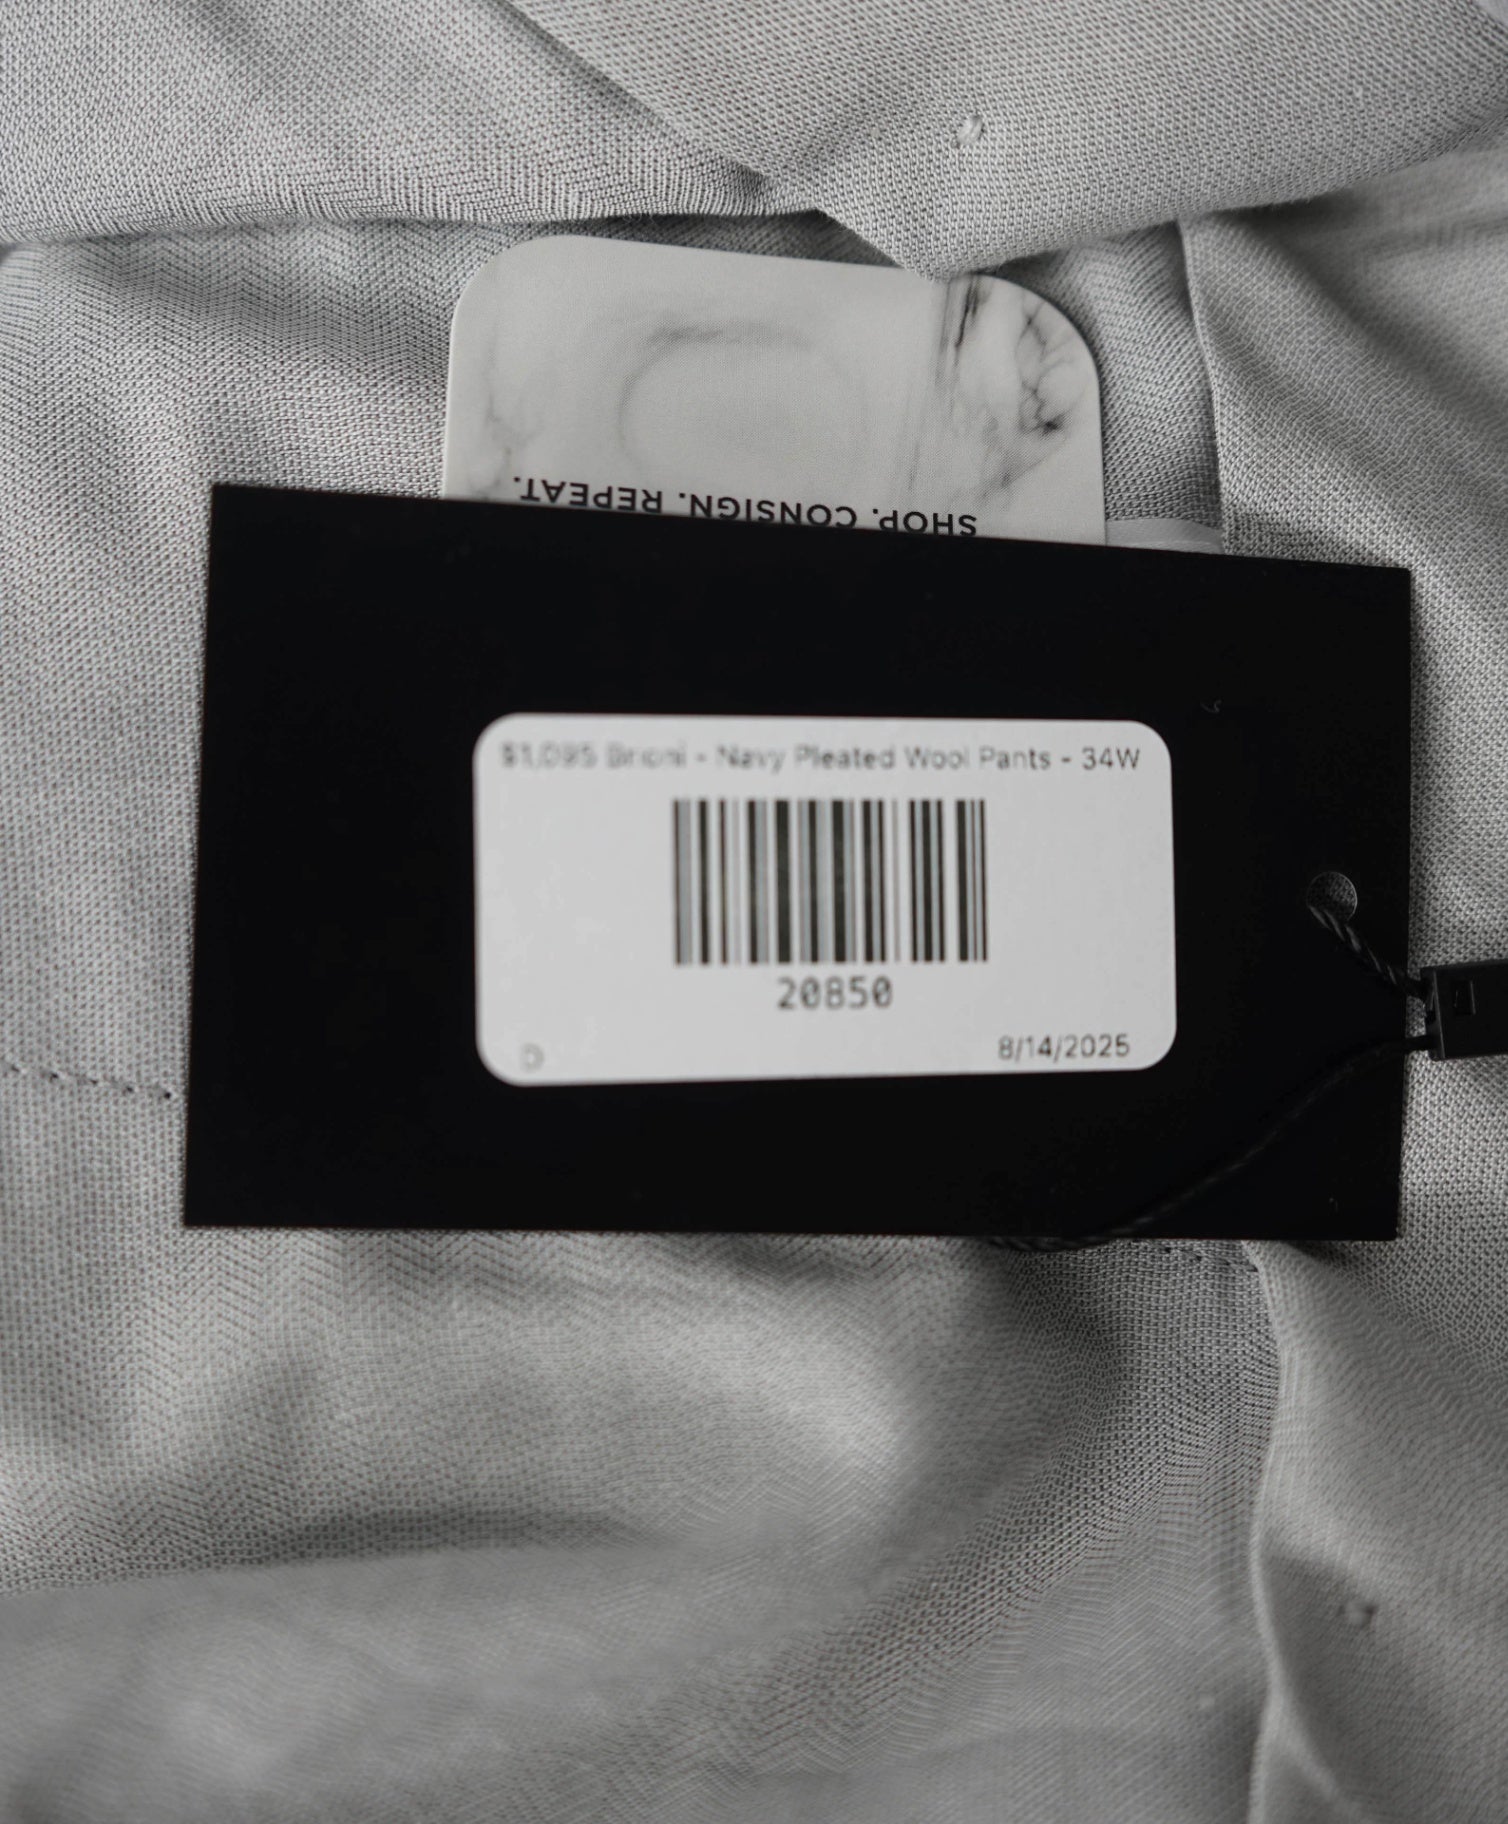 SHOP. CONSIGN. REPEAT.
$1,095 Brioni - Navy Pleated Wool Pants - 34W
20850
D
8/14/2025